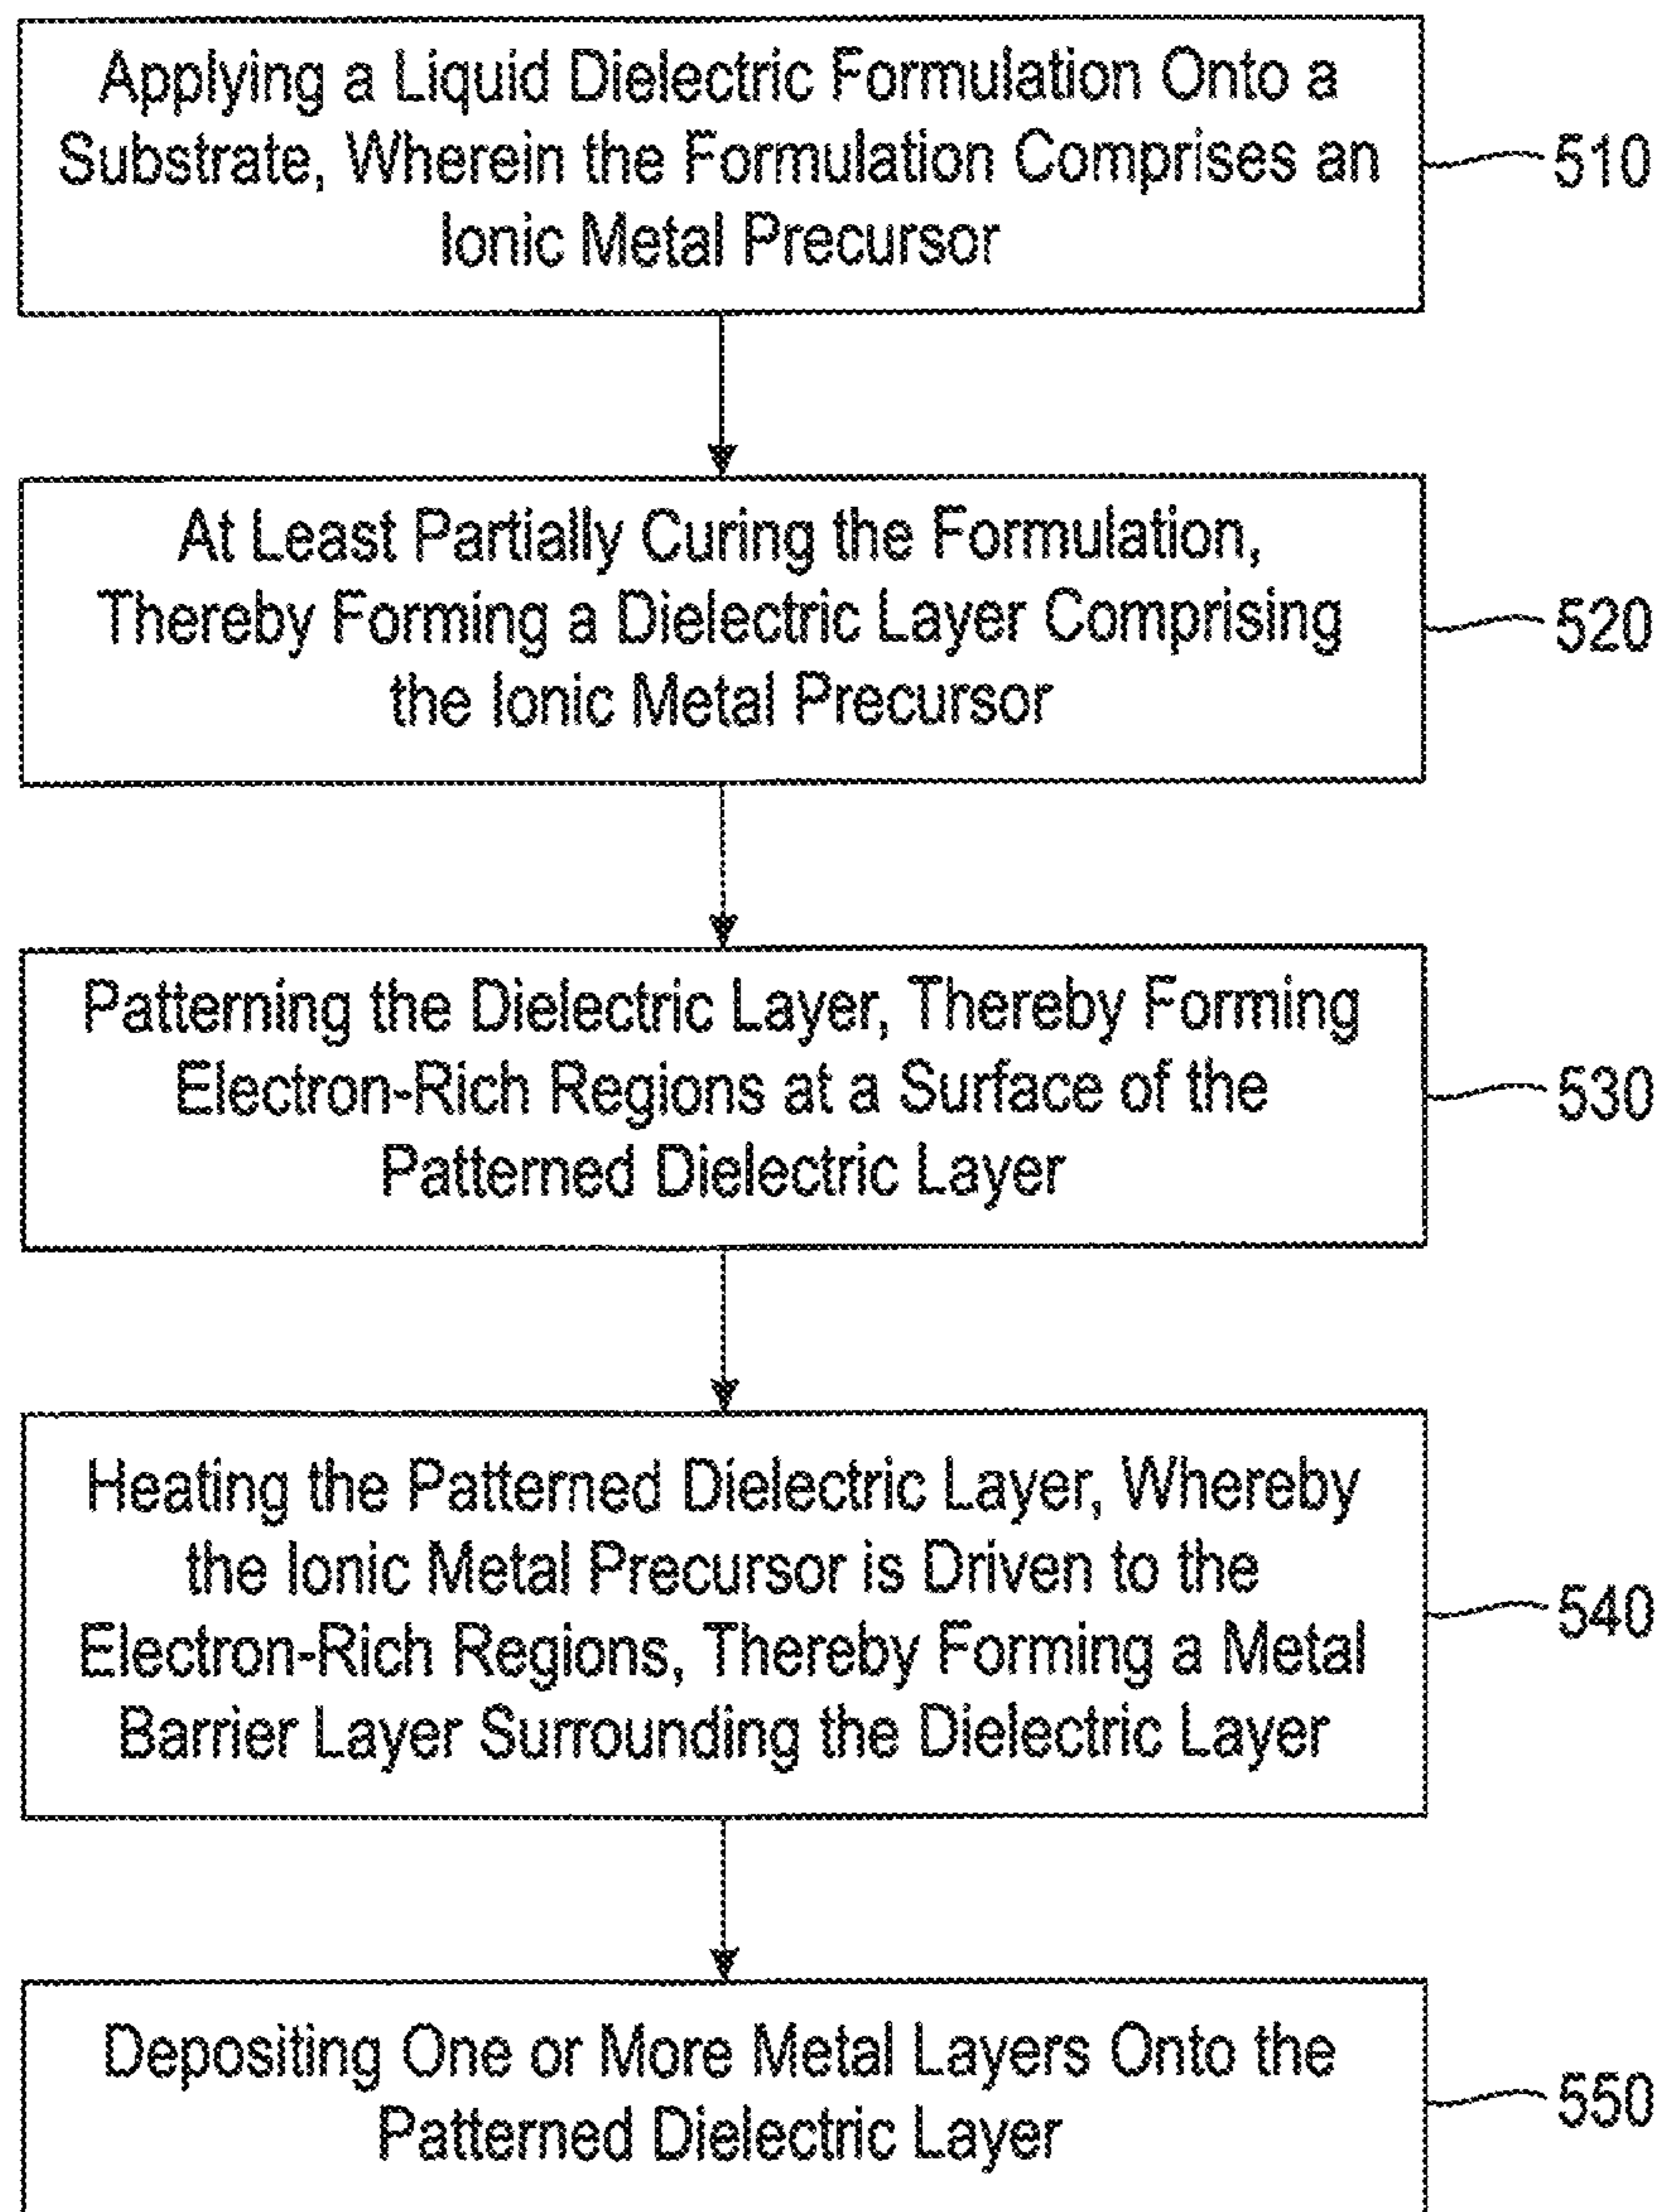 Applying a Liquid Dielectric Formulation Onto a
Substrate, Wherein the Formulation Comprises an
Ionic Metal Precursor
510
At Least Partially Curing the Formulation,
Thereby Forming a Dielectric Layer Comprising
the Ionic Metal Precursor
520
Patterning the Dielectric Layer, Thereby Forming
Electron-Rich Regions at a Surface of the
Patterned Dielectric Layer
530
Heating the Patterned Dielectric Layer, Whereby
the Ionic Metal Precursor is Driven to the
Electron-Rich Regions, Thereby Forming a Metal
Barrier Layer Surrounding the Dielectric Layer
540
Depositing One or More Metal Layers Onto the
Patterned Dielectric Layer
550